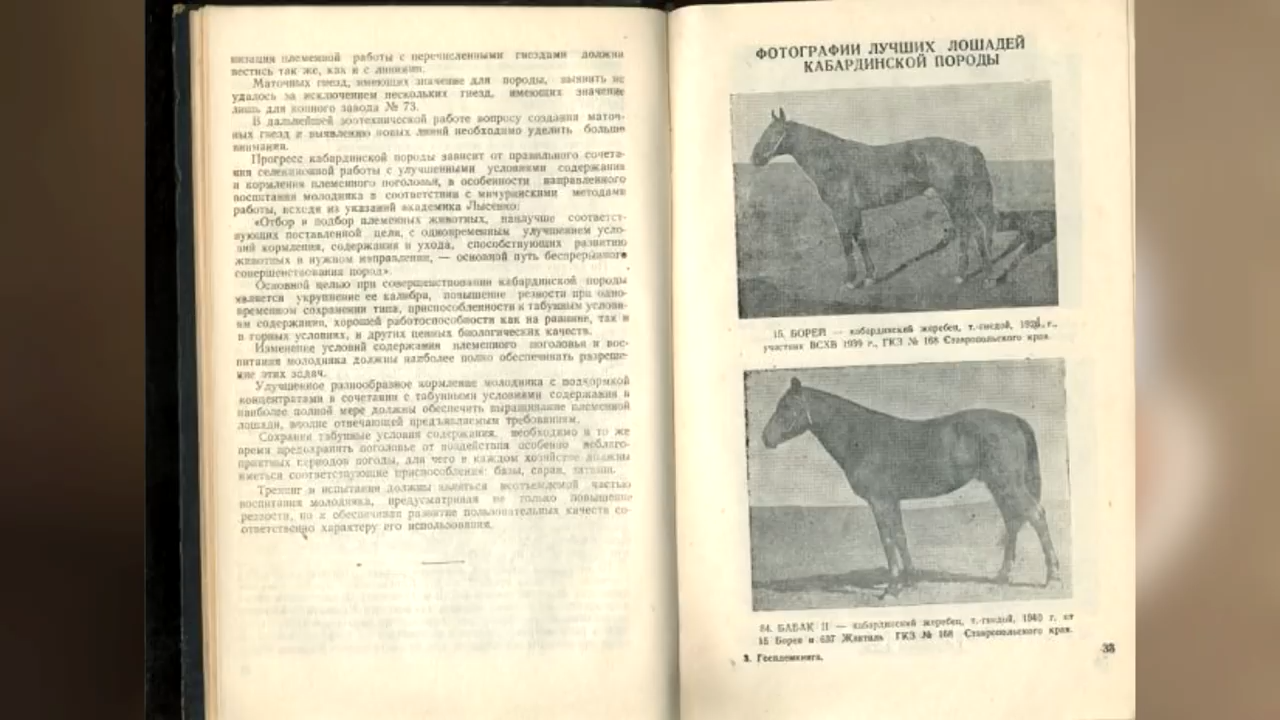 низация племенной работы с перечисленными гнездами должна
вестись так же, как и с линиями.
Маточных гнезд, имеющих значение для породы, выявить не
удалось за исключением нескольких гнезд, имеющих значение
лишь для конного завода № 73.
В дальнейшей зоотехнической работе вопросу создания маточ-
ных гнезд и выявлению новых линий необходимо уделить больше
внимания.
Прогресс кабардинской породы зависит от правильного сочета-
ния селекционной работы с улучшенными условиями содержания
и кормления племенного поголовья, в особенности направленного
воспитания молодняка в соответствии с мичуринскими методами
работы, исходя из указаний академика Лысенко:
«Отбор и подбор племенных животных, наилучше соответст-
вующих поставленной цели, с одновременным улучшением усло-
вий кормления, содержания и ухода, способствующих развитию
животных в нужном направлении, — основной путь беспрерывного
совершенствования пород».
Основной целью при совершенствовании кабардинской породы
является укрупнение ее калибра, повышение резвости при одно-
временном сохранении типа, приспособленности к табунным услови-
ям содержания, хорошей работоспособности как на равнине, так и
в горных условиях, и других ценных биологических качеств.
Изменение условий содержания племенного поголовья и вос-
питания молодняка должны наиболее полно обеспечивать разреше-
ние этих задач.
Улучшенное разнообразное кормление молодняка с подкормкой
концентратами в сочетании с табунными условиями содержания в
наиболее полной мере должны обеспечить выращивание племенной
лошади, вполне отвечающей предъявляемым требованиям.
Сохраняя табунные условия содержания, необходимо в то же
время предохранять поголовье от воздействия особенно неблаго-
приятных периодов погоды, для чего в каждом хозяйстве должны
иметься соответствующие приспособления: базы, сараи, затиши.
Тренинг и испытания должны являться неотъемлемой частью
воспитания молодняка, предусматривая не только повышение
резвости, но и обеспечивая развитие пользовательных качеств со-
ответственно характеру его использования.
ФОТОГРАФИИ ЛУЧШИХ ЛОШАДЕЙ
КАБАРДИНСКОЙ ПОРОДЫ
15. БОРЕЙ — кабардинский жеребец, т.-гнедой, г.,
участник ВСХВ 1939 г., ГКЗ № 168 Ставропольского края.
84. БАБАК II — кабардинский жеребец, т.-гнедой, 1940 г. от
15 Борея и 637 Жавтиль ГКЗ № 168 Ставропольского края.
3. Госплемкнига.
33